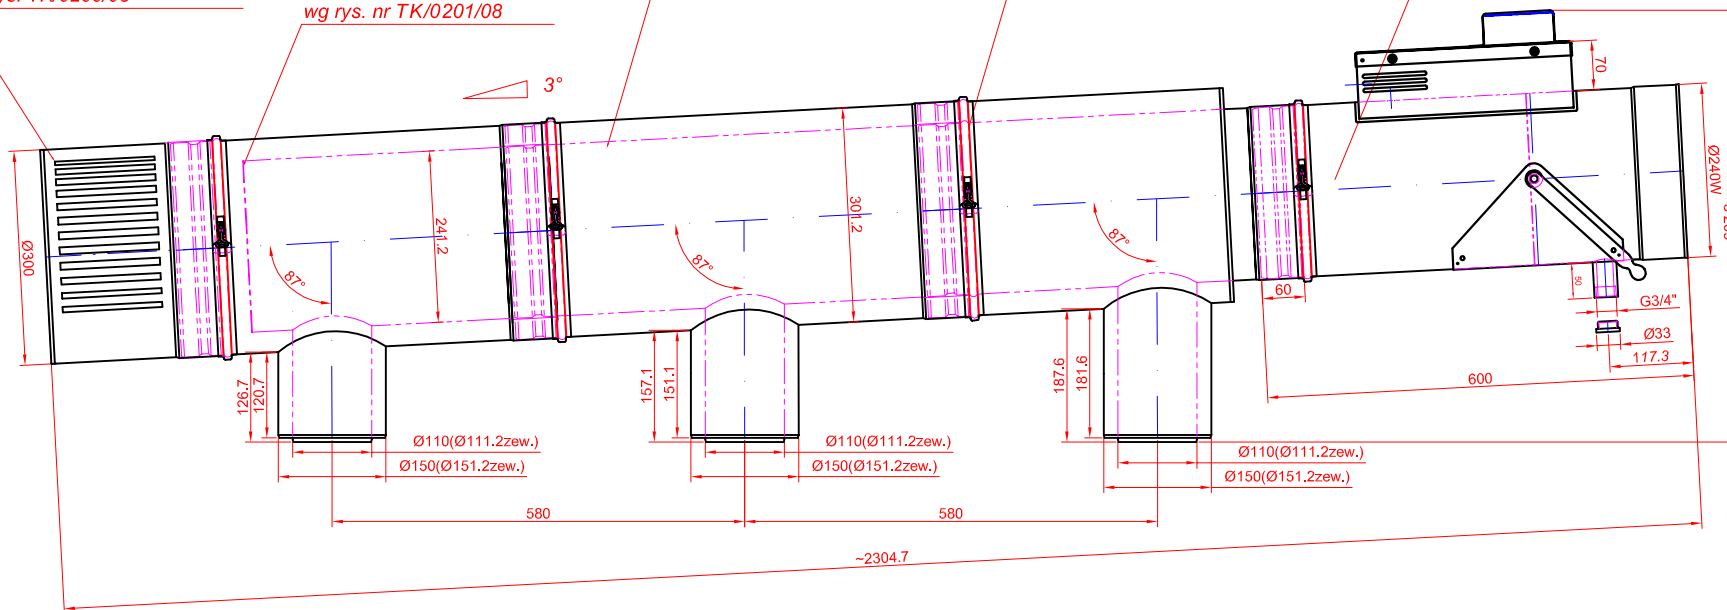 wg rys. nr TK/0201/08
3°
70
Ø240W
Ø300
241.2
301.2
87°
87°
87°
60
50
G3/4"
Ø33
117.3
600
126.7
120.7
157.1
151.1
187.6
181.6
Ø110(Ø111.2zew.)
Ø150(Ø151.2zew.)
Ø110(Ø111.2zew.)
Ø150(Ø151.2zew.)
Ø110(Ø111.2zew.)
Ø150(Ø151.2zew.)
580
580
~2304.7